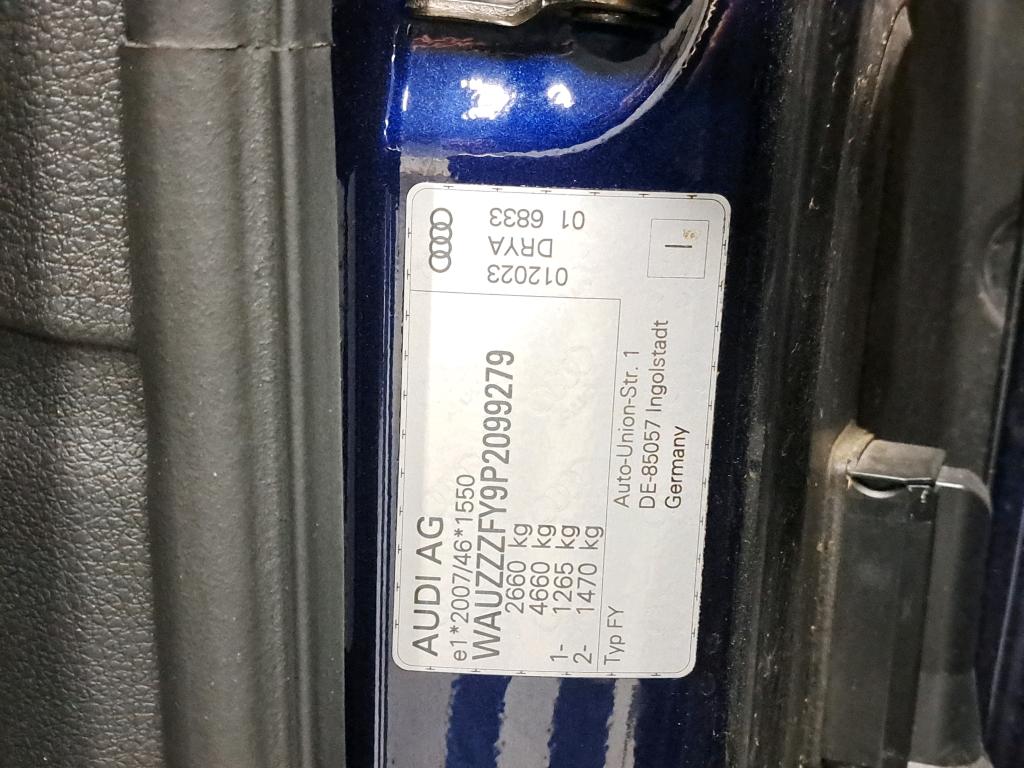 AUDI AG
e1*2007/46*1550
WAUZZZFY9P2099279
2660 kg
4660 kg
1- 1265 kg
2- 1470 kg
Typ FY
Auto-Union-Str. 1
DE-85057 Ingolstadt
Germany
012023
DRYA
01 6833